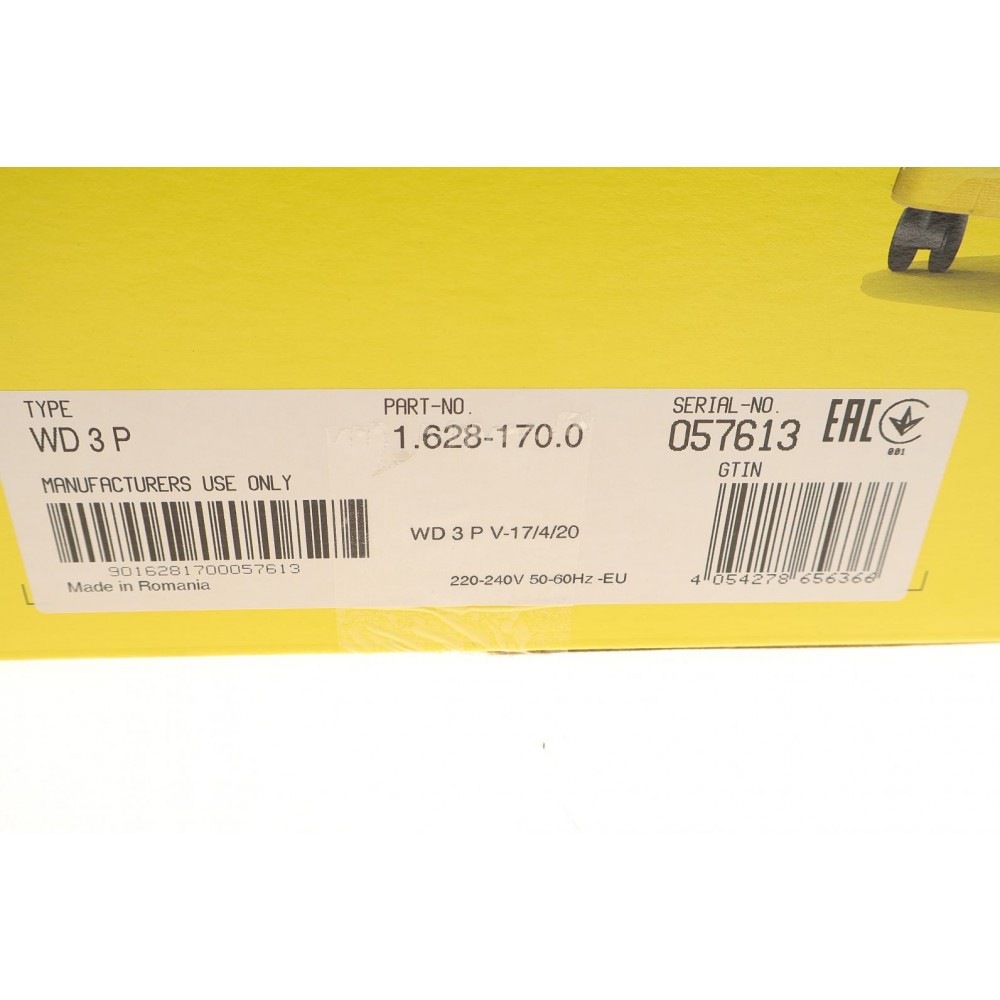 TYPE
WD 3 P
PART-NO.
1.628-170.0
SERIAL-NO.
057613
EAC
001
MANUFACTURERS USE ONLY
9016281700057613
Made in Romania
WD 3 P V-17/4/20
220-240V 50-60Hz -EU
GTIN
4 054278 656366